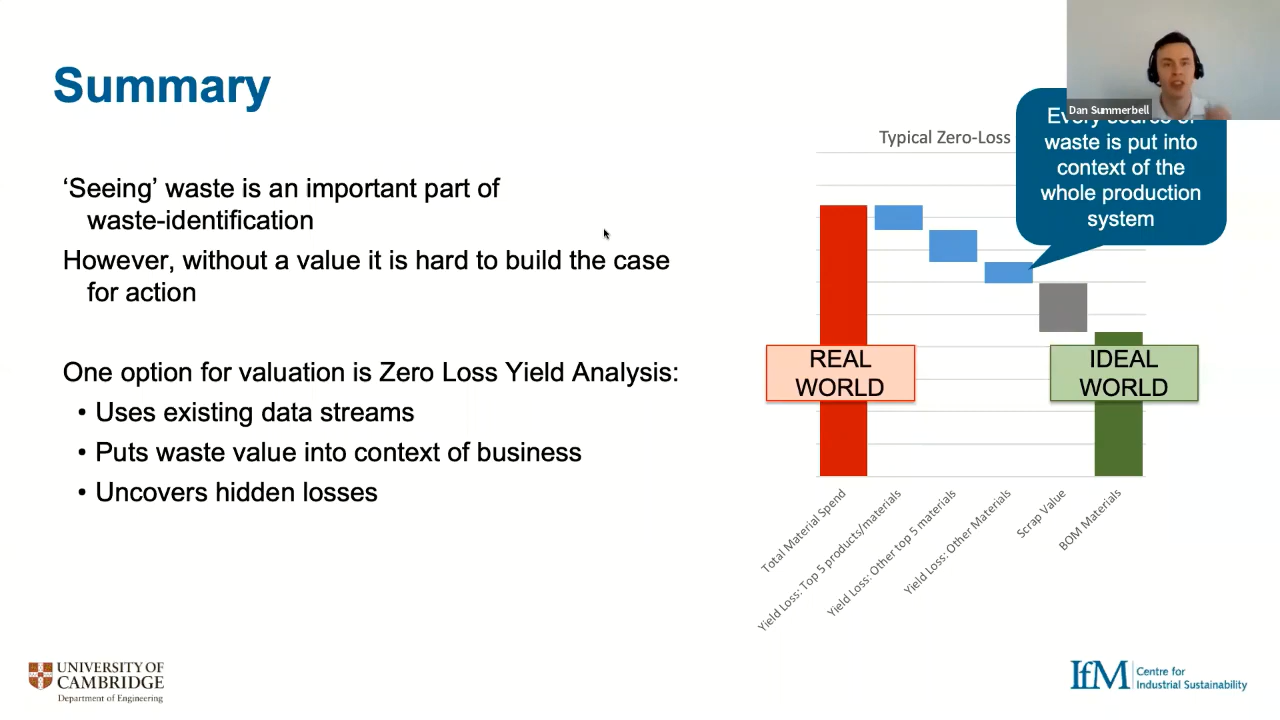 Summary
‘Seeing’ waste is an important part of
waste-identification
However, without a value it is hard to build the case
for action
One option for valuation is Zero Loss Yield Analysis:
• Uses existing data streams
• Puts waste value into context of business
• Uncovers hidden losses
Dan Summerbell
Typical Zero-Loss
Every source of
waste is put into
context of the
whole production
system
REAL
WORLD
IDEAL
WORLD
Total Material Spend
Yield Loss: Top 5 products/materials
Yield Loss: Other top 5 materials
Yield Loss: Other Materials
Scrap Value
BOM Materials
UNIVERSITY OF
CAMBRIDGE
Department of Engineering
IfM
Centre for
Industrial Sustainability